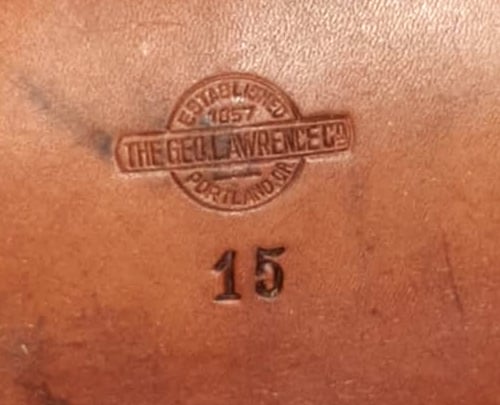 ESTABLISHED
1857
THE GEO. LAWRENCE CO.
PORTLAND, OR
15